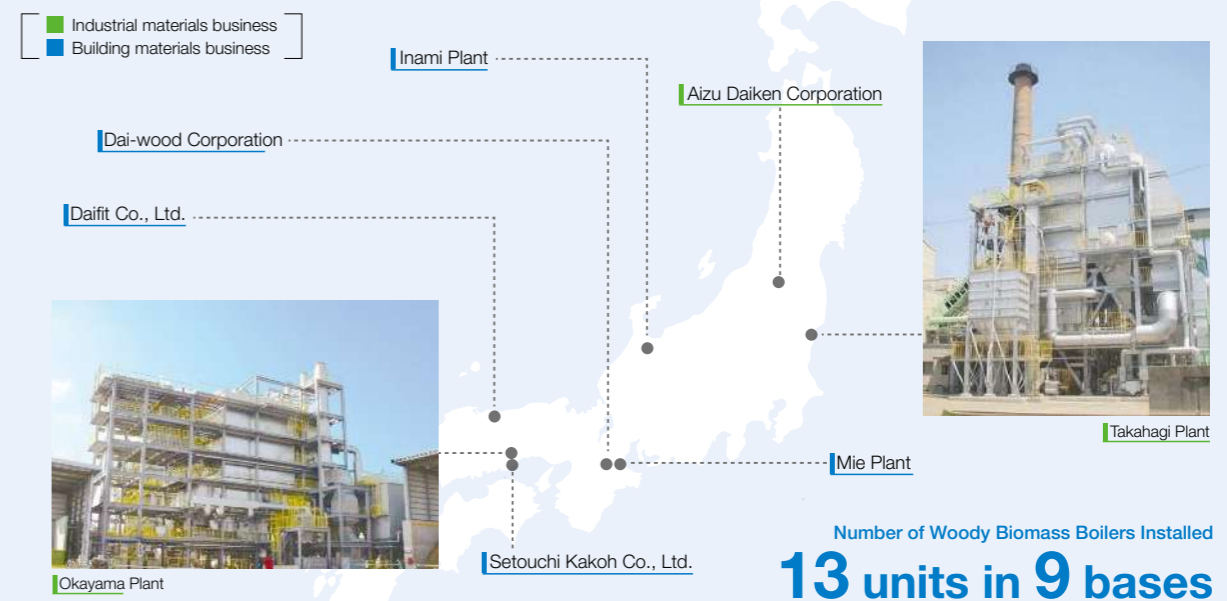 Industrial materials business
Building materials business
Inami Plant
Aizu Daiken Corporation
Dai-wood Corporation
Daifit Co., Ltd.
Takahagi Plant
Mie Plant
Setouchi Kakoh Co., Ltd.
Okayama Plant
Number of Woody Biomass Boilers Installed
13 units in 9 bases